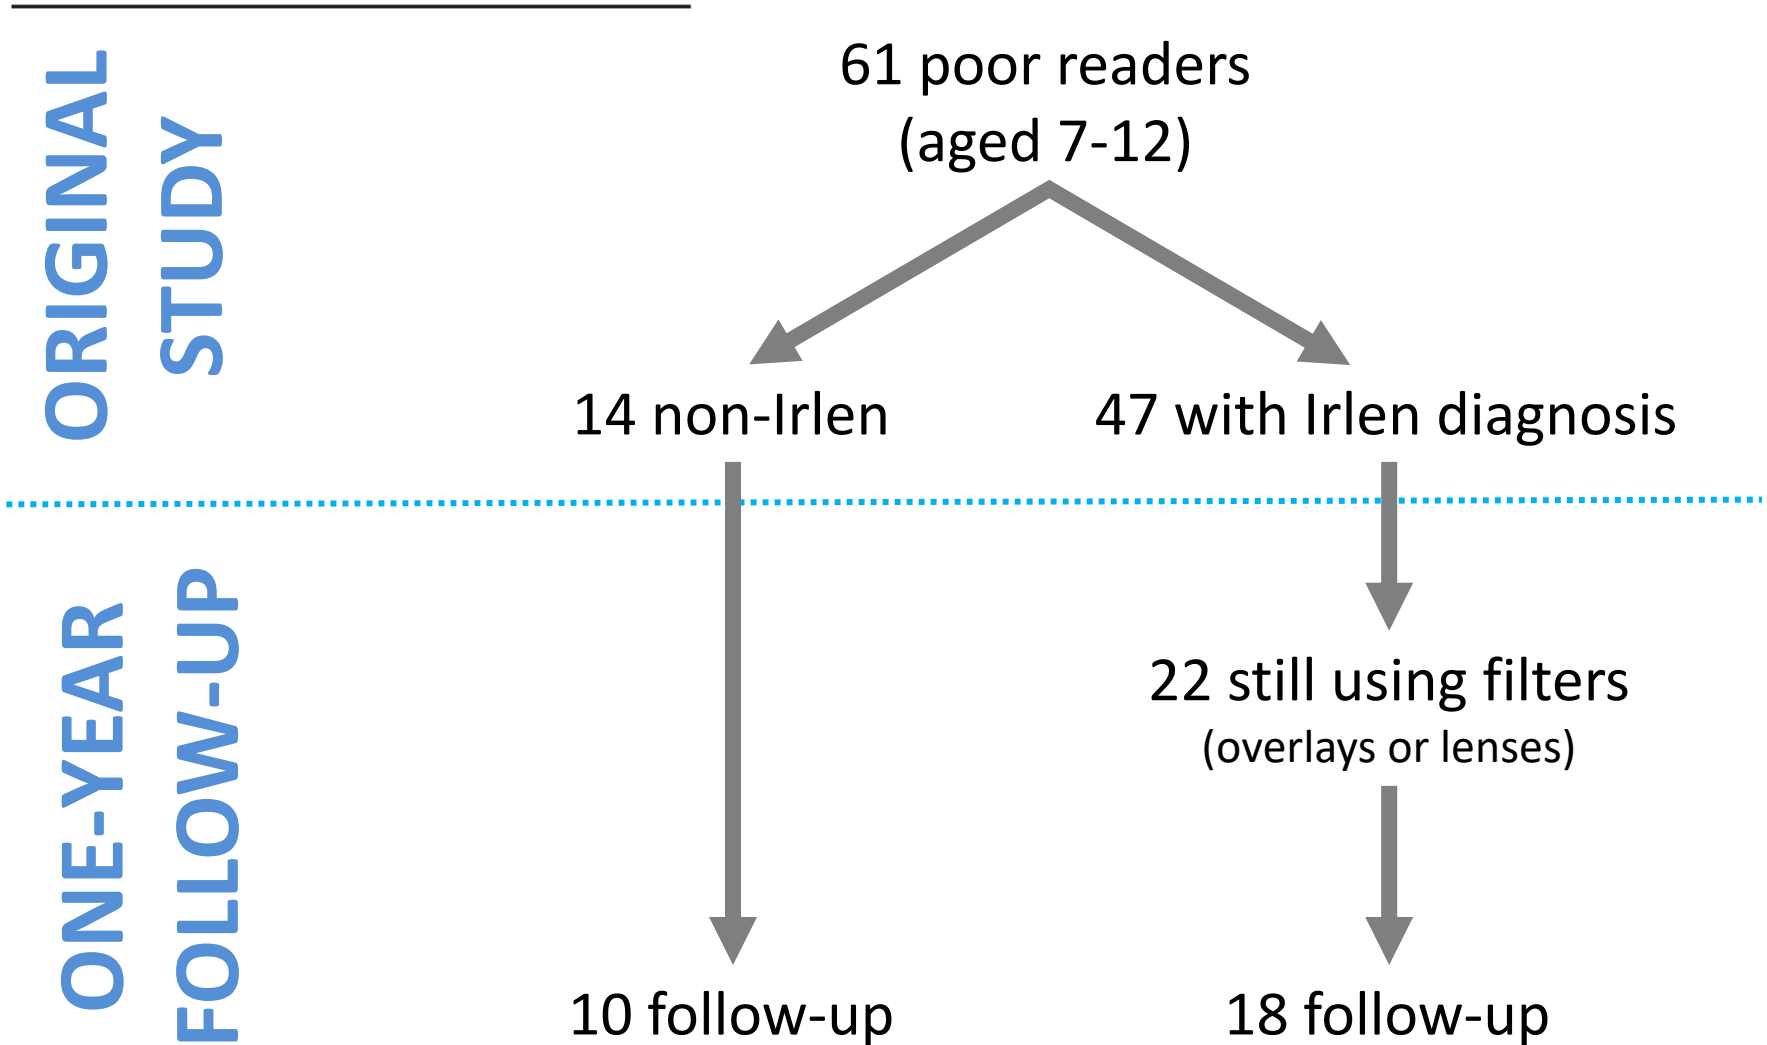 ORIGINAL
STUDY
61 poor readers
(aged 7-12)
14 non-Irlen
47 with Irlen diagnosis
ONE-YEAR
FOLLOW-UP
22 still using filters
(overlays or lenses)
10 follow-up
18 follow-up